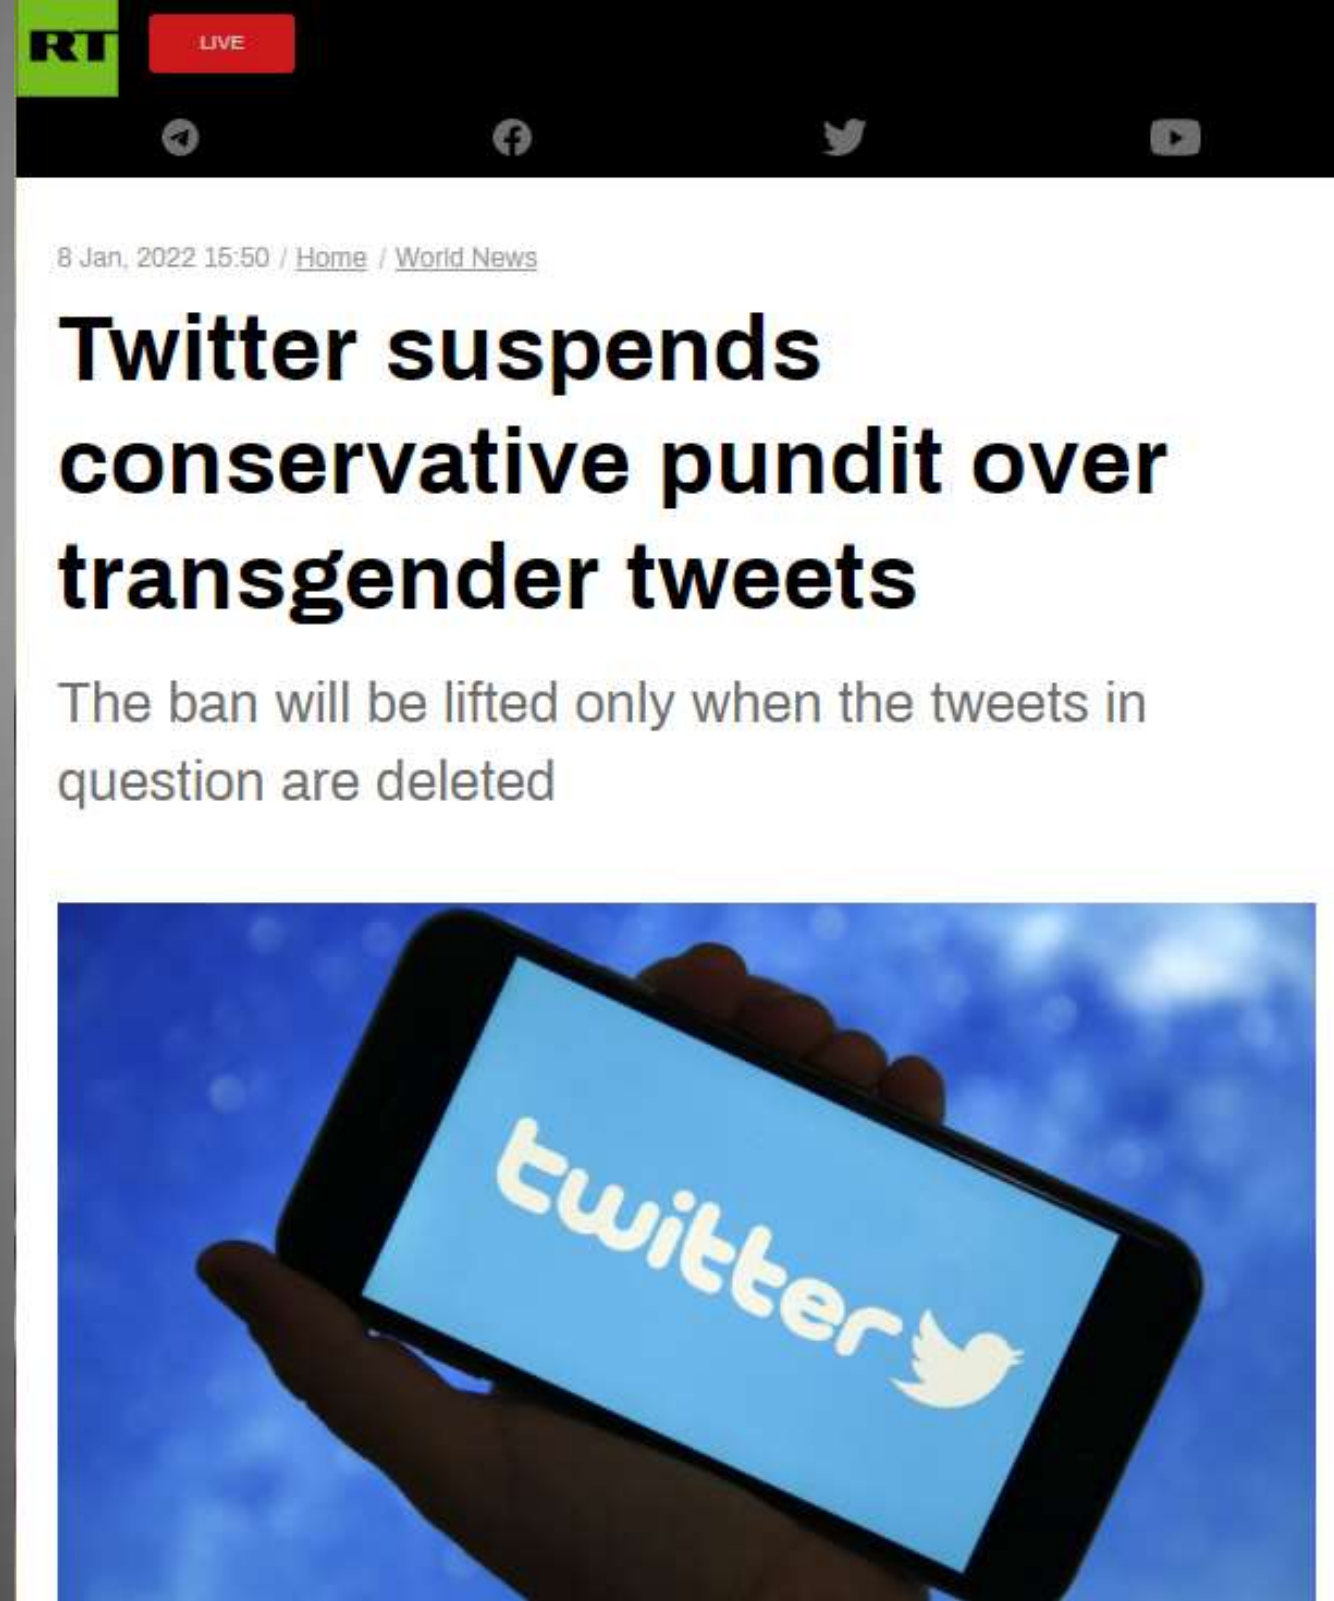 RT
LIVE
8 Jan, 2022 15:50 / Home / World News
Twitter suspends
conservative pundit over
transgender tweets
The ban will be lifted only when the tweets in
question are deleted
twitter